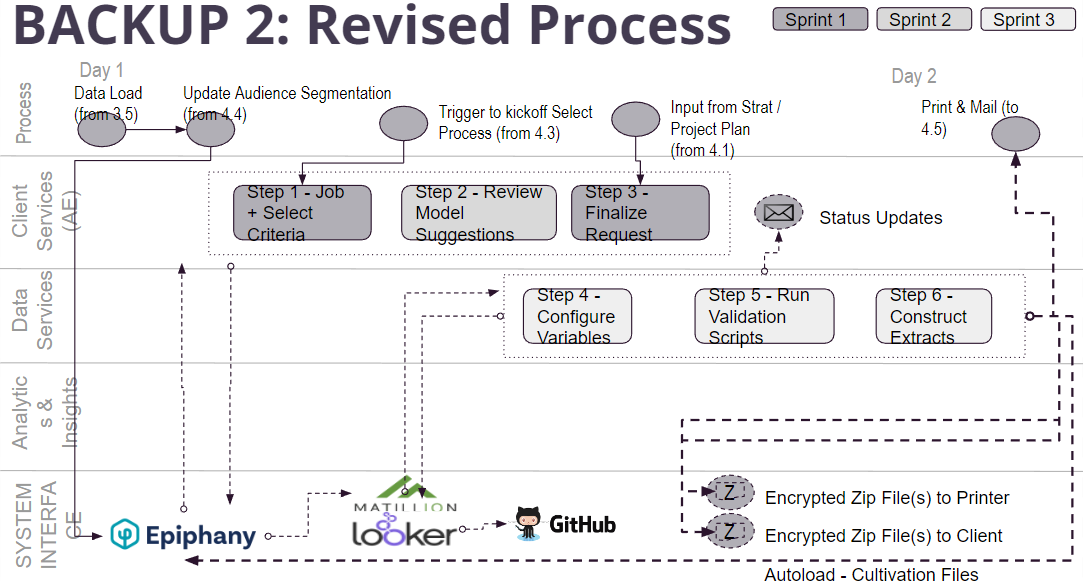 BACKUP 2: Revised Process
Sprint 1
Sprint 2
Sprint 3
Day 1
Day 2
Process
Data Load
(from 3.5)
Update Audience Segmentation
(from 4.4)
Trigger to kickoff Select
Process (from 4.3)
Input from Strat /
Project Plan
(from 4.1)
Print & Mail (to
4.5)
Client
Services
(AE)
Step 1 - Job
+ Select
Criteria
Step 2 - Review
Model
Suggestions
Step 3 -
Finalize
Request
Status Updates
Data
Services
Step 4 -
Configure
Variables
Step 5 - Run
Validation
Scripts
Step 6 -
Construct
Extracts
Analytic
s &
Insights
SYSTEM
INTERFA
CE
Epiphany
MATILLION
looker
GitHub
Z
Encrypted Zip File(s) to Printer
Z
Encrypted Zip File(s) to Client
Autoload - Cultivation Files